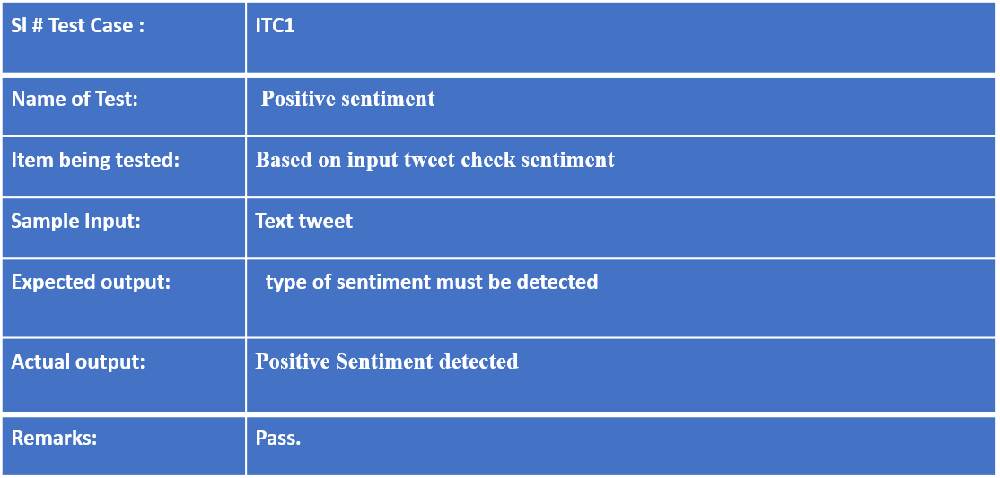 Sl # Test Case : ITC1
Name of Test: Positive sentiment
Item being tested: Based on input tweet check sentiment
Sample Input: Text tweet
Expected output: type of sentiment must be detected
Actual output: Positive Sentiment detected
Remarks: Pass.